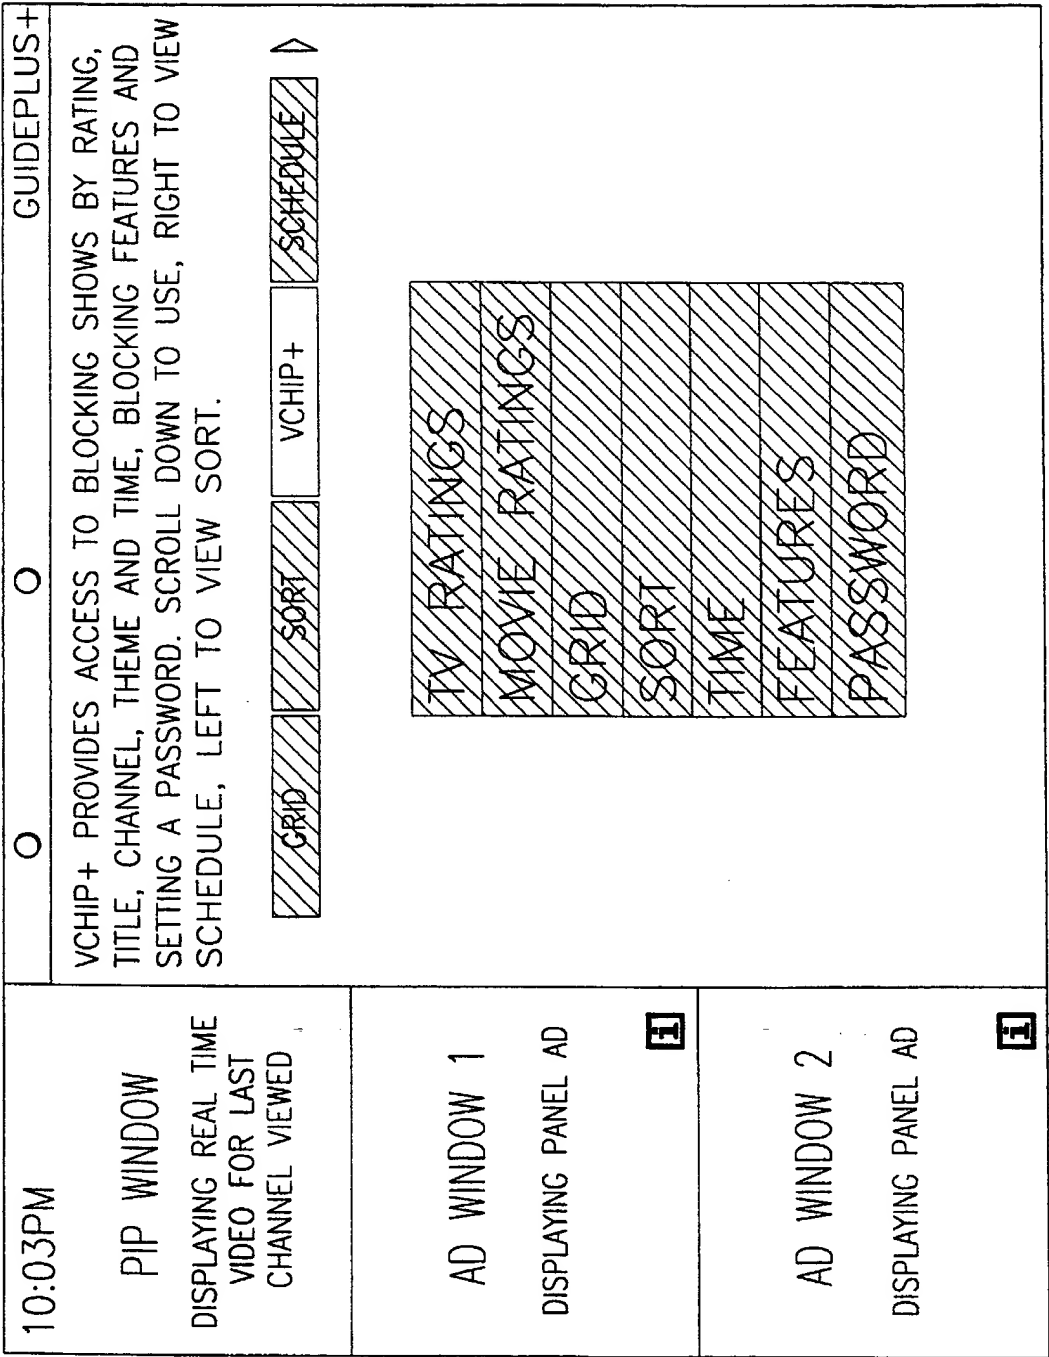 10:03PM
GUIDEPLUS+
PIP WINDOW
DISPLAYING REAL TIME
VIDEO FOR LAST
CHANNEL VIEWED
AD WINDOW 1
DISPLAYING PANEL AD
i
AD WINDOW 2
DISPLAYING PANEL AD
i
VCHIP+ PROVIDES ACCESS TO BLOCKING SHOWS BY RATING,
TITLE, CHANNEL, THEME AND TIME, BLOCKING FEATURES AND
SETTING A PASSWORD. SCROLL DOWN TO USE, RIGHT TO VIEW
SCHEDULE, LEFT TO VIEW SORT.
GRID
SORT
VCHIP+
SCHEDULE
TV RATINGS
MOVIE RATINGS
GRID
SORT
TIME
FEATURES
PASSWORD